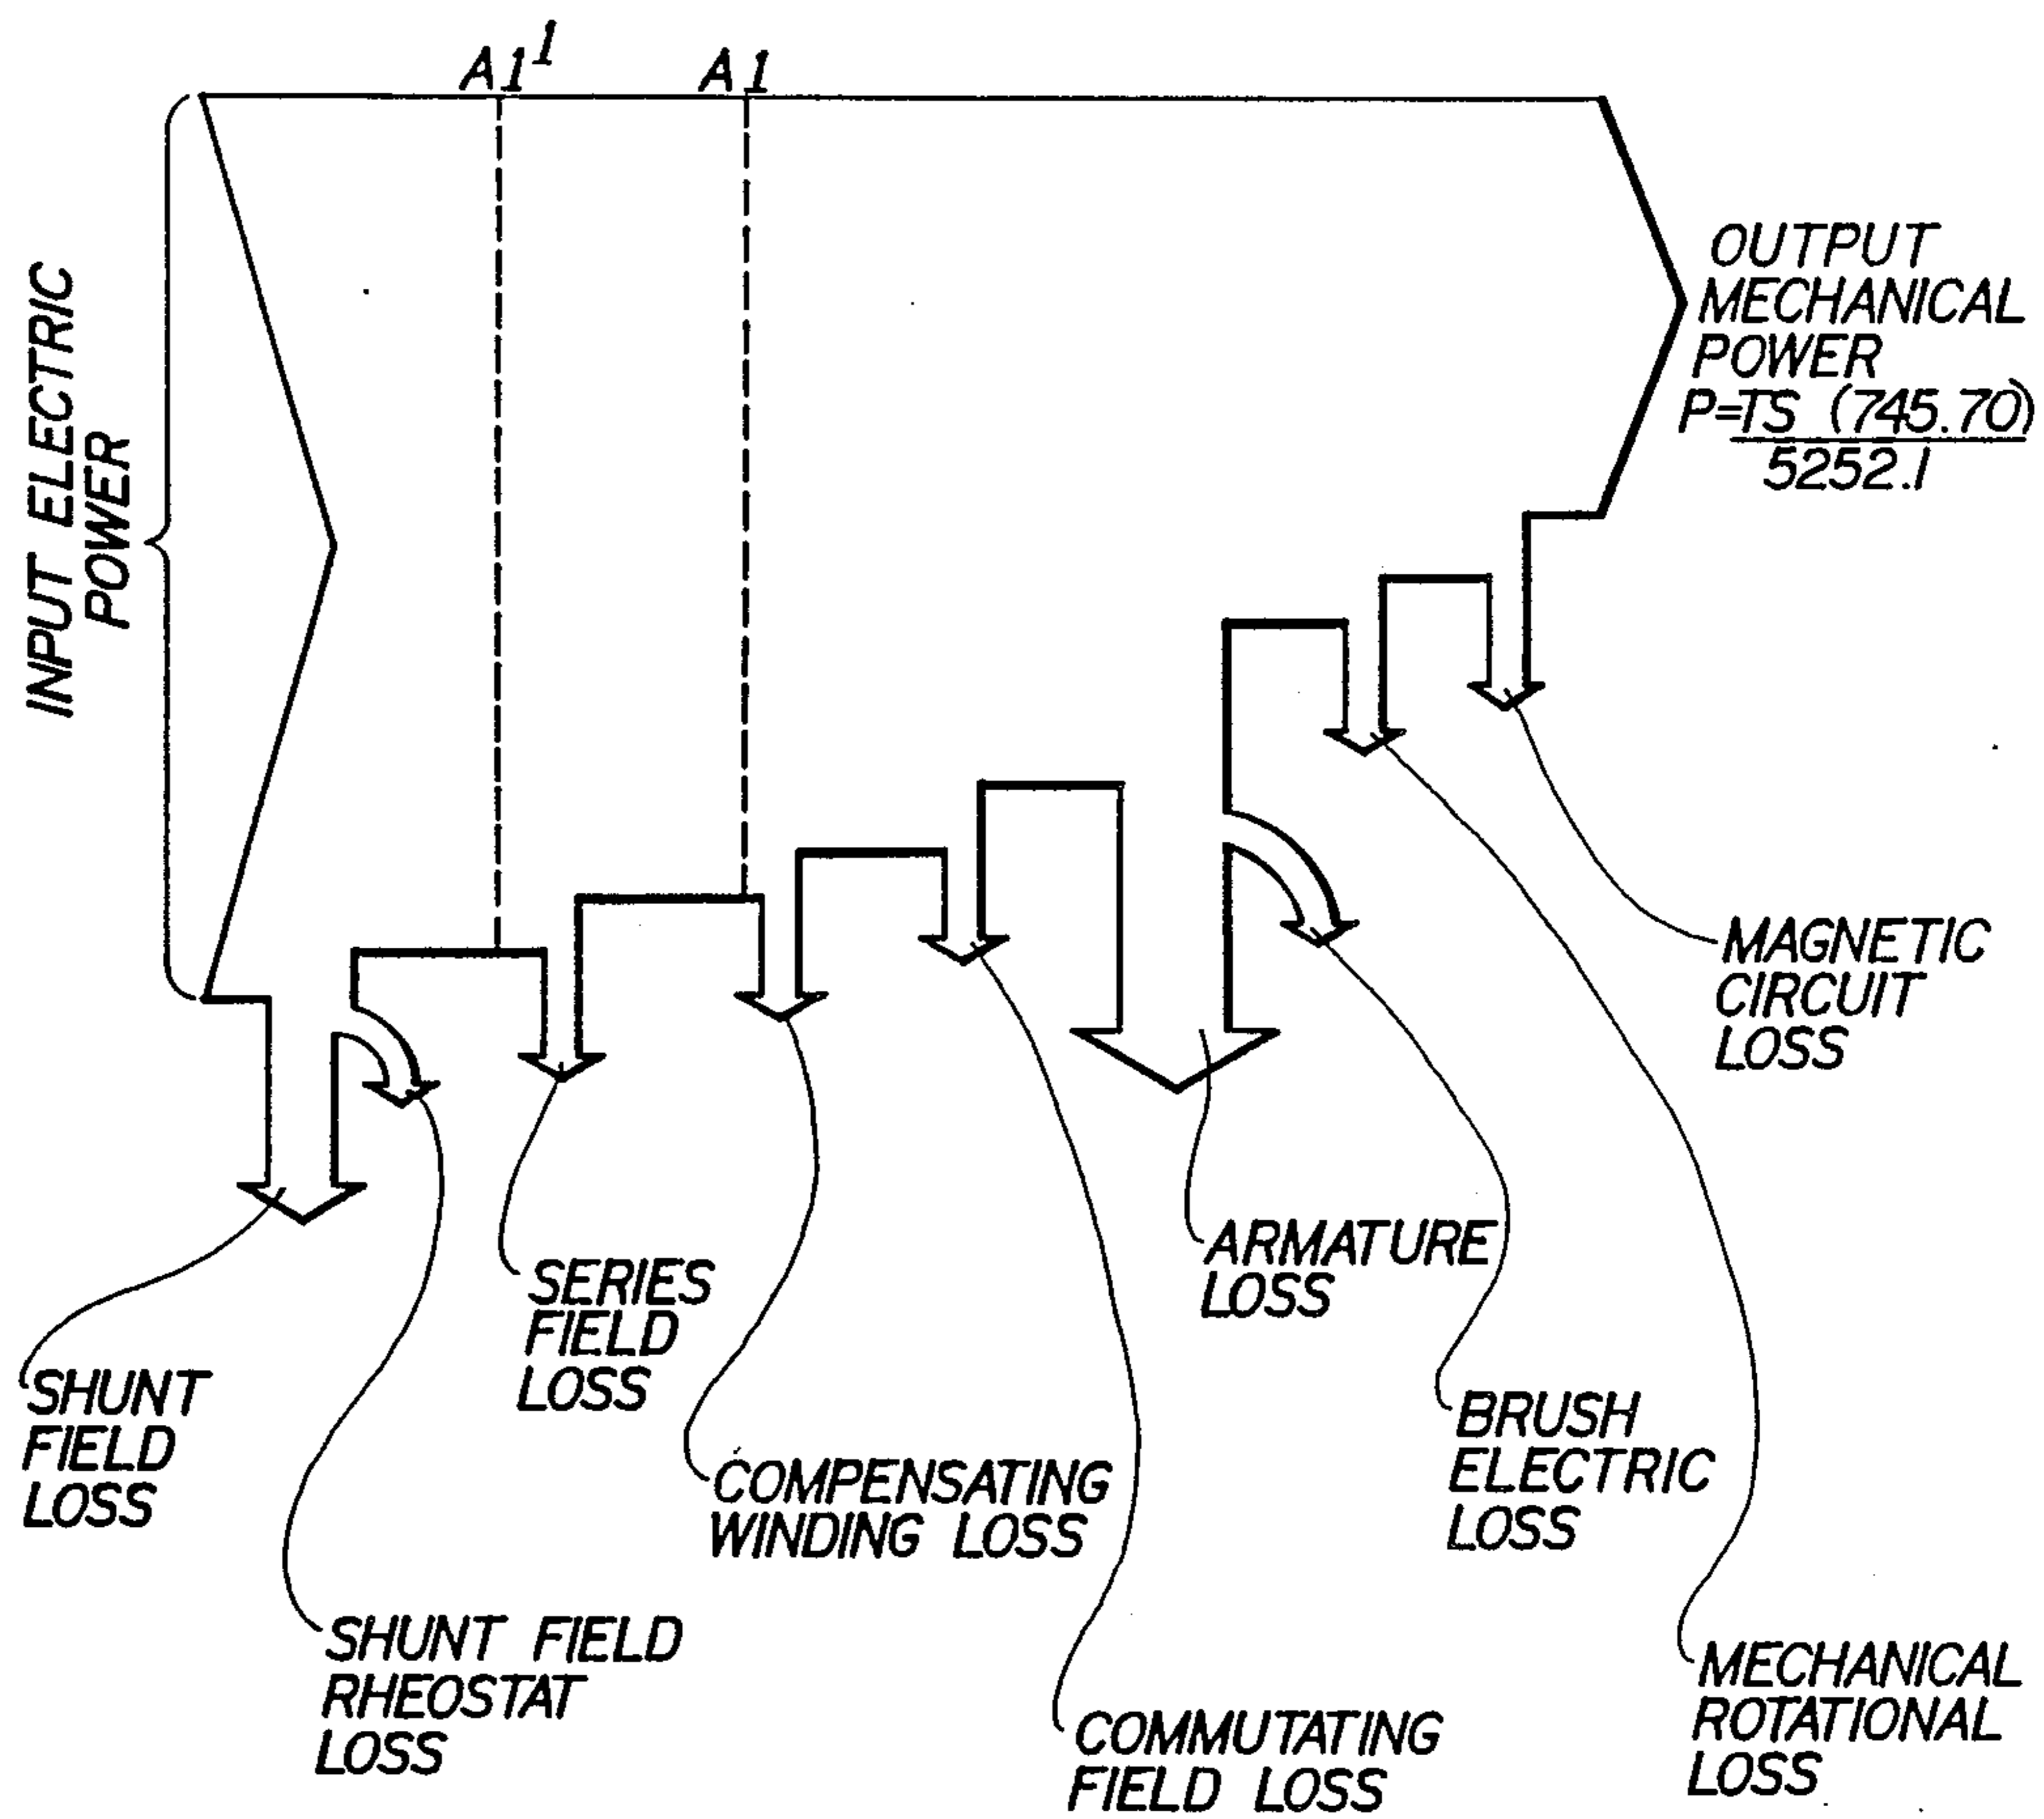 A1¹ A1
INPUT ELECTRIC
POWER
OUTPUT
MECHANICAL
POWER
P=TS (745.70)
5252.1
MAGNETIC
CIRCUIT
LOSS
ARMATURE
LOSS
SERIES
FIELD
LOSS
SHUNT
FIELD
LOSS
BRUSH
ELECTRIC
LOSS
COMPENSATING
WINDING LOSS
SHUNT FIELD
RHEOSTAT
LOSS
MECHANICAL
ROTATIONAL
LOSS
COMMUTATING
FIELD LOSS